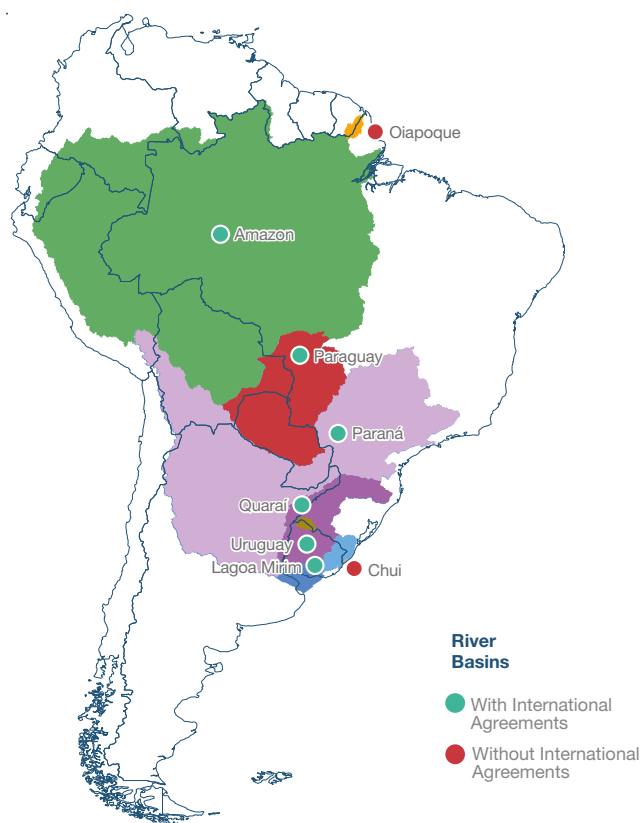 Oiapoque
Amazon
Paraguay
Paraná
Quaraí
Uruguay
Lagoa Mirim
Chui
River
Basins
With International
Agreements
Without International
Agreements